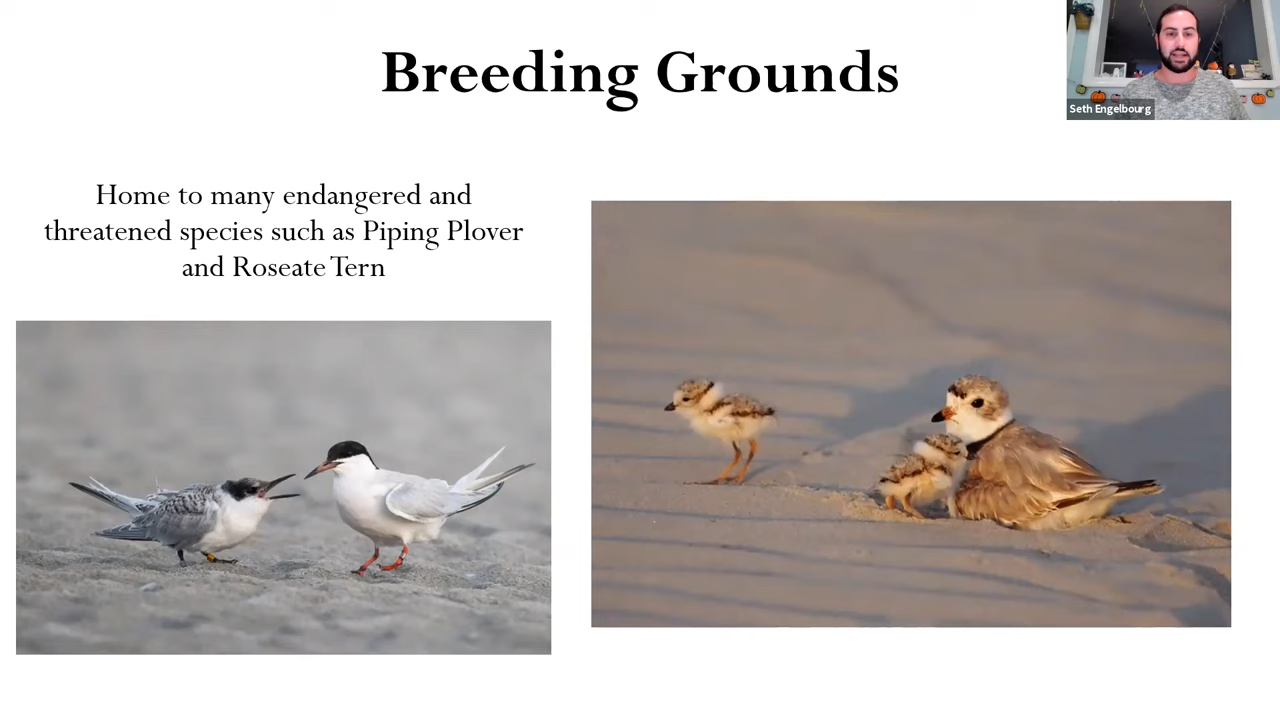 Breeding Grounds
Seth Engelbourg
Home to many endangered and
threatened species such as Piping Plover
and Roseate Tern